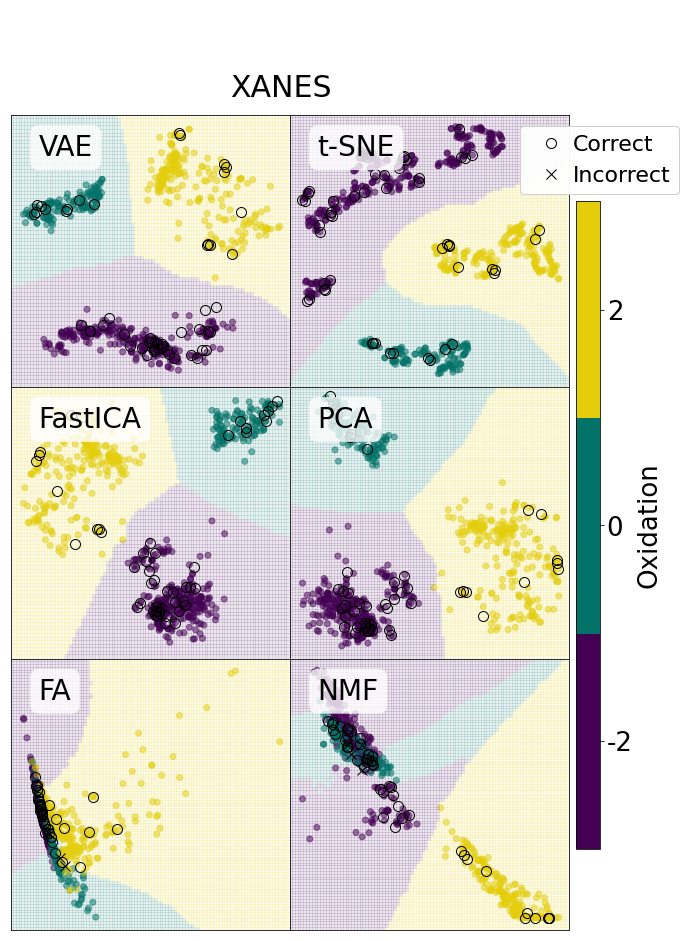 XANES
VAE
t-SNE
Correct
Incorrect
2
FastICA
PCA
0
Oxidation
FA
NMF
-2